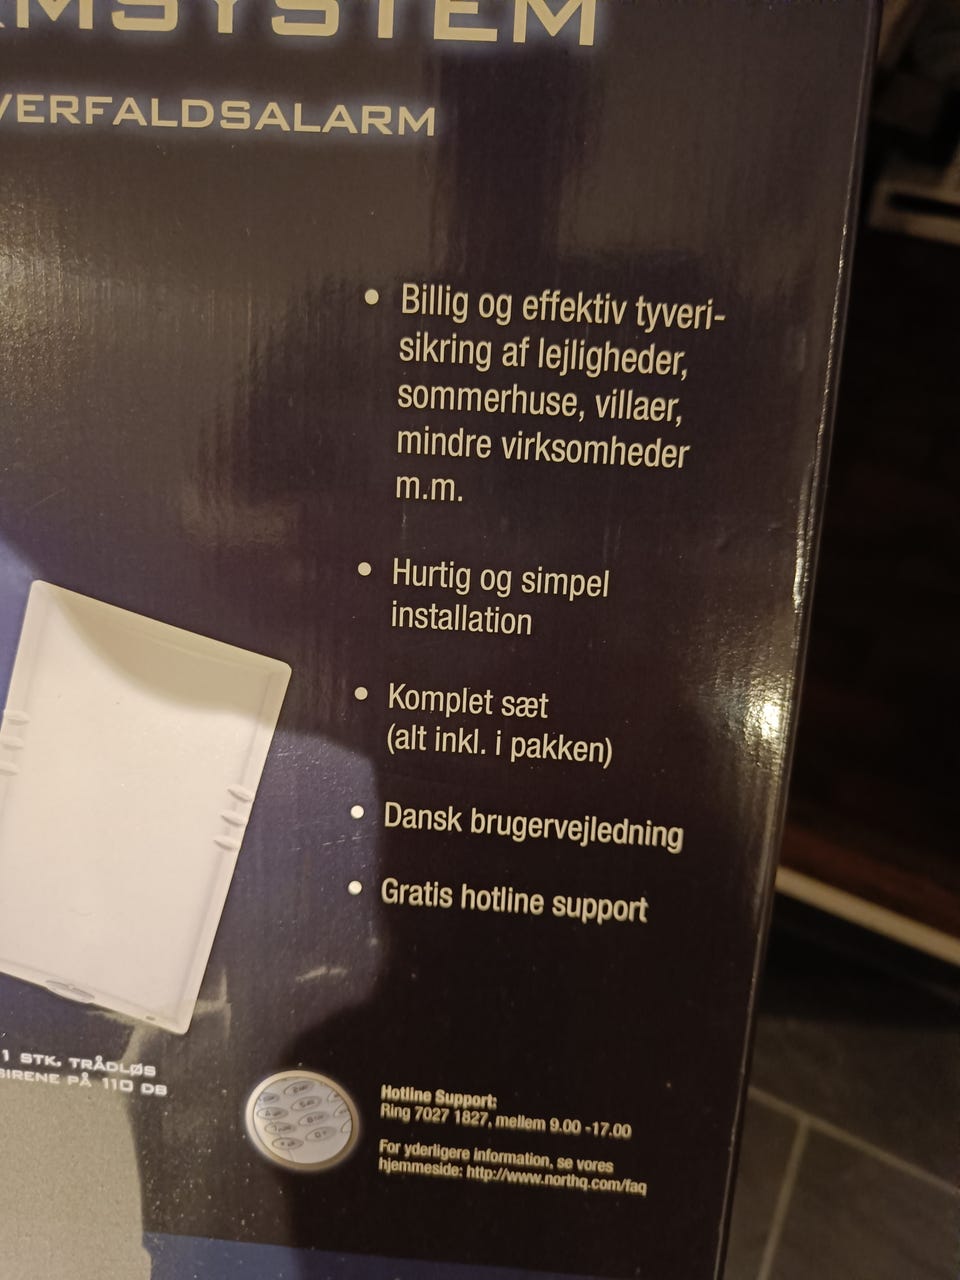 MSYSTEM
VERFALDSALARM
• Billig og effektiv tyveri-
sikring af lejligheder,
sommerhuse, villaer,
mindre virksomheder
m.m.
• Hurtig og simpel
installation
• Komplet sæt
(alt inkl. i pakken)
• Dansk brugervejledning
• Gratis hotline support
1 STK. TRÅDLØS
SIRENE PÅ 110 DB
Hotline Support:
Ring 7027 1827, mellem 9.00 -17.00
For yderligere information, se vores
hjemmeside: http://www.northq.com/faq